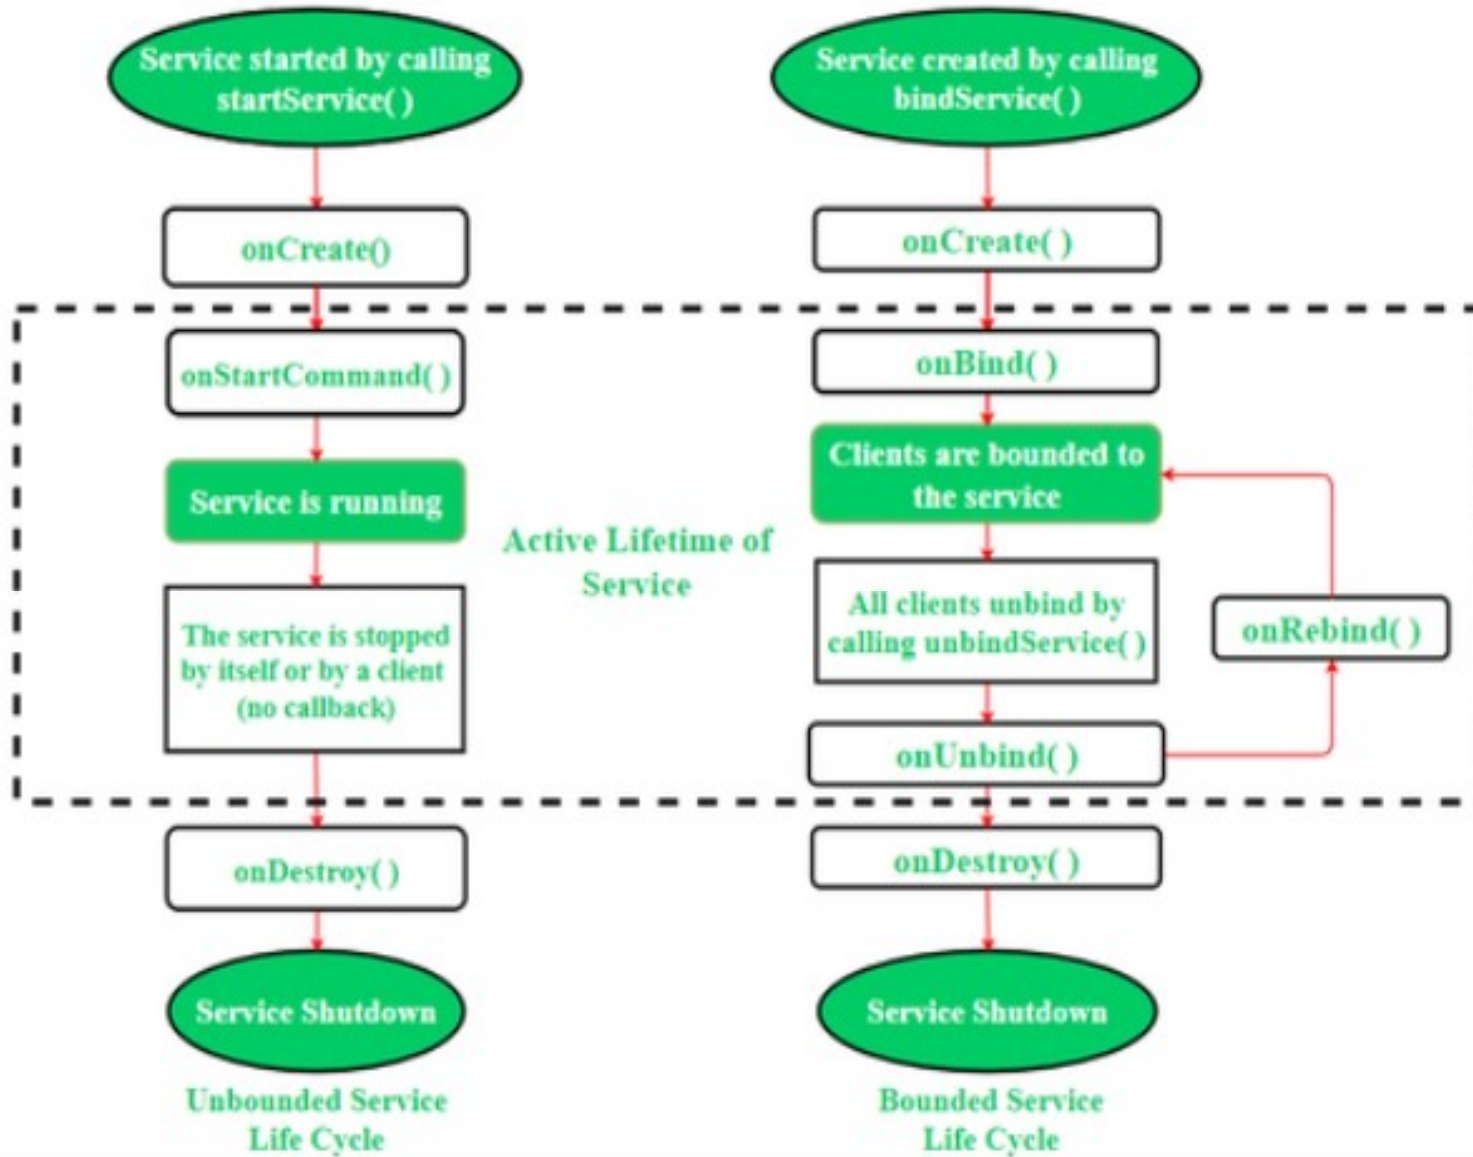 Service started by calling
startService( )
onCreate()
onStartCommand( )
Service is running
The service is stopped
by itself or by a client
(no callback)
onDestroy( )
Service Shutdown
Unbounded Service
Life Cycle
Active Lifetime of
Service
Service created by calling
bindService( )
onCreate( )
onBind( )
Clients are bounded to
the service
All clients unbind by
calling unbindService( )
onRebind( )
onUnbind( )
onDestroy( )
Service Shutdown
Bounded Service
Life Cycle